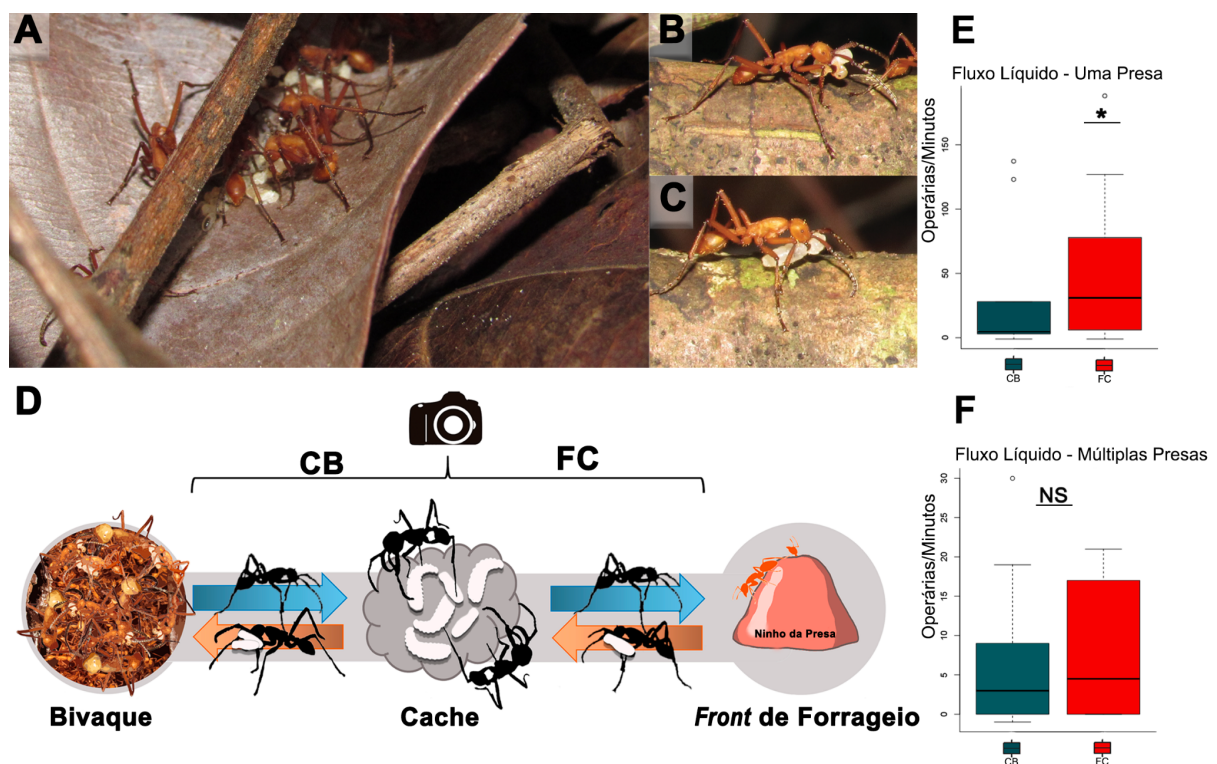 A
B
C
D
CB
FC
Ninho da Presa
Bivaque
Cache
Front de Forrageio
E
Fluxo Líquido - Uma Presa
Operárias/Minutos
0
50
100
150
*
CB
FC
F
Fluxo Líquido - Múltiplas Presas
Operárias/Minutos
0
5
10
15
20
25
30
NS
CB
FC